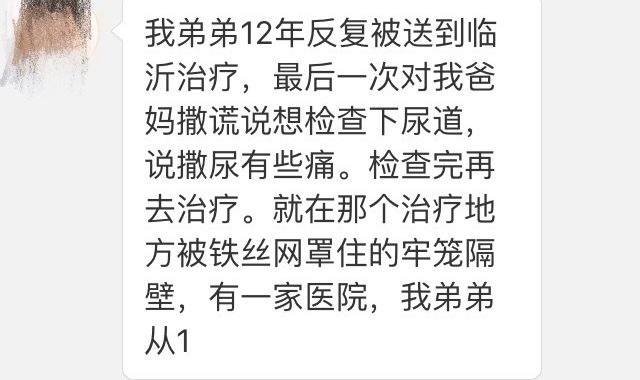 我弟弟12年反复被送到临
沂治疗，最后一次对我爸
妈撒谎说想检查下尿道，
说撒尿有些痛。检查完再
去治疗。就在那个治疗地
方被铁丝网罩住的牢笼隔
壁，有一家医院，我弟弟
从1